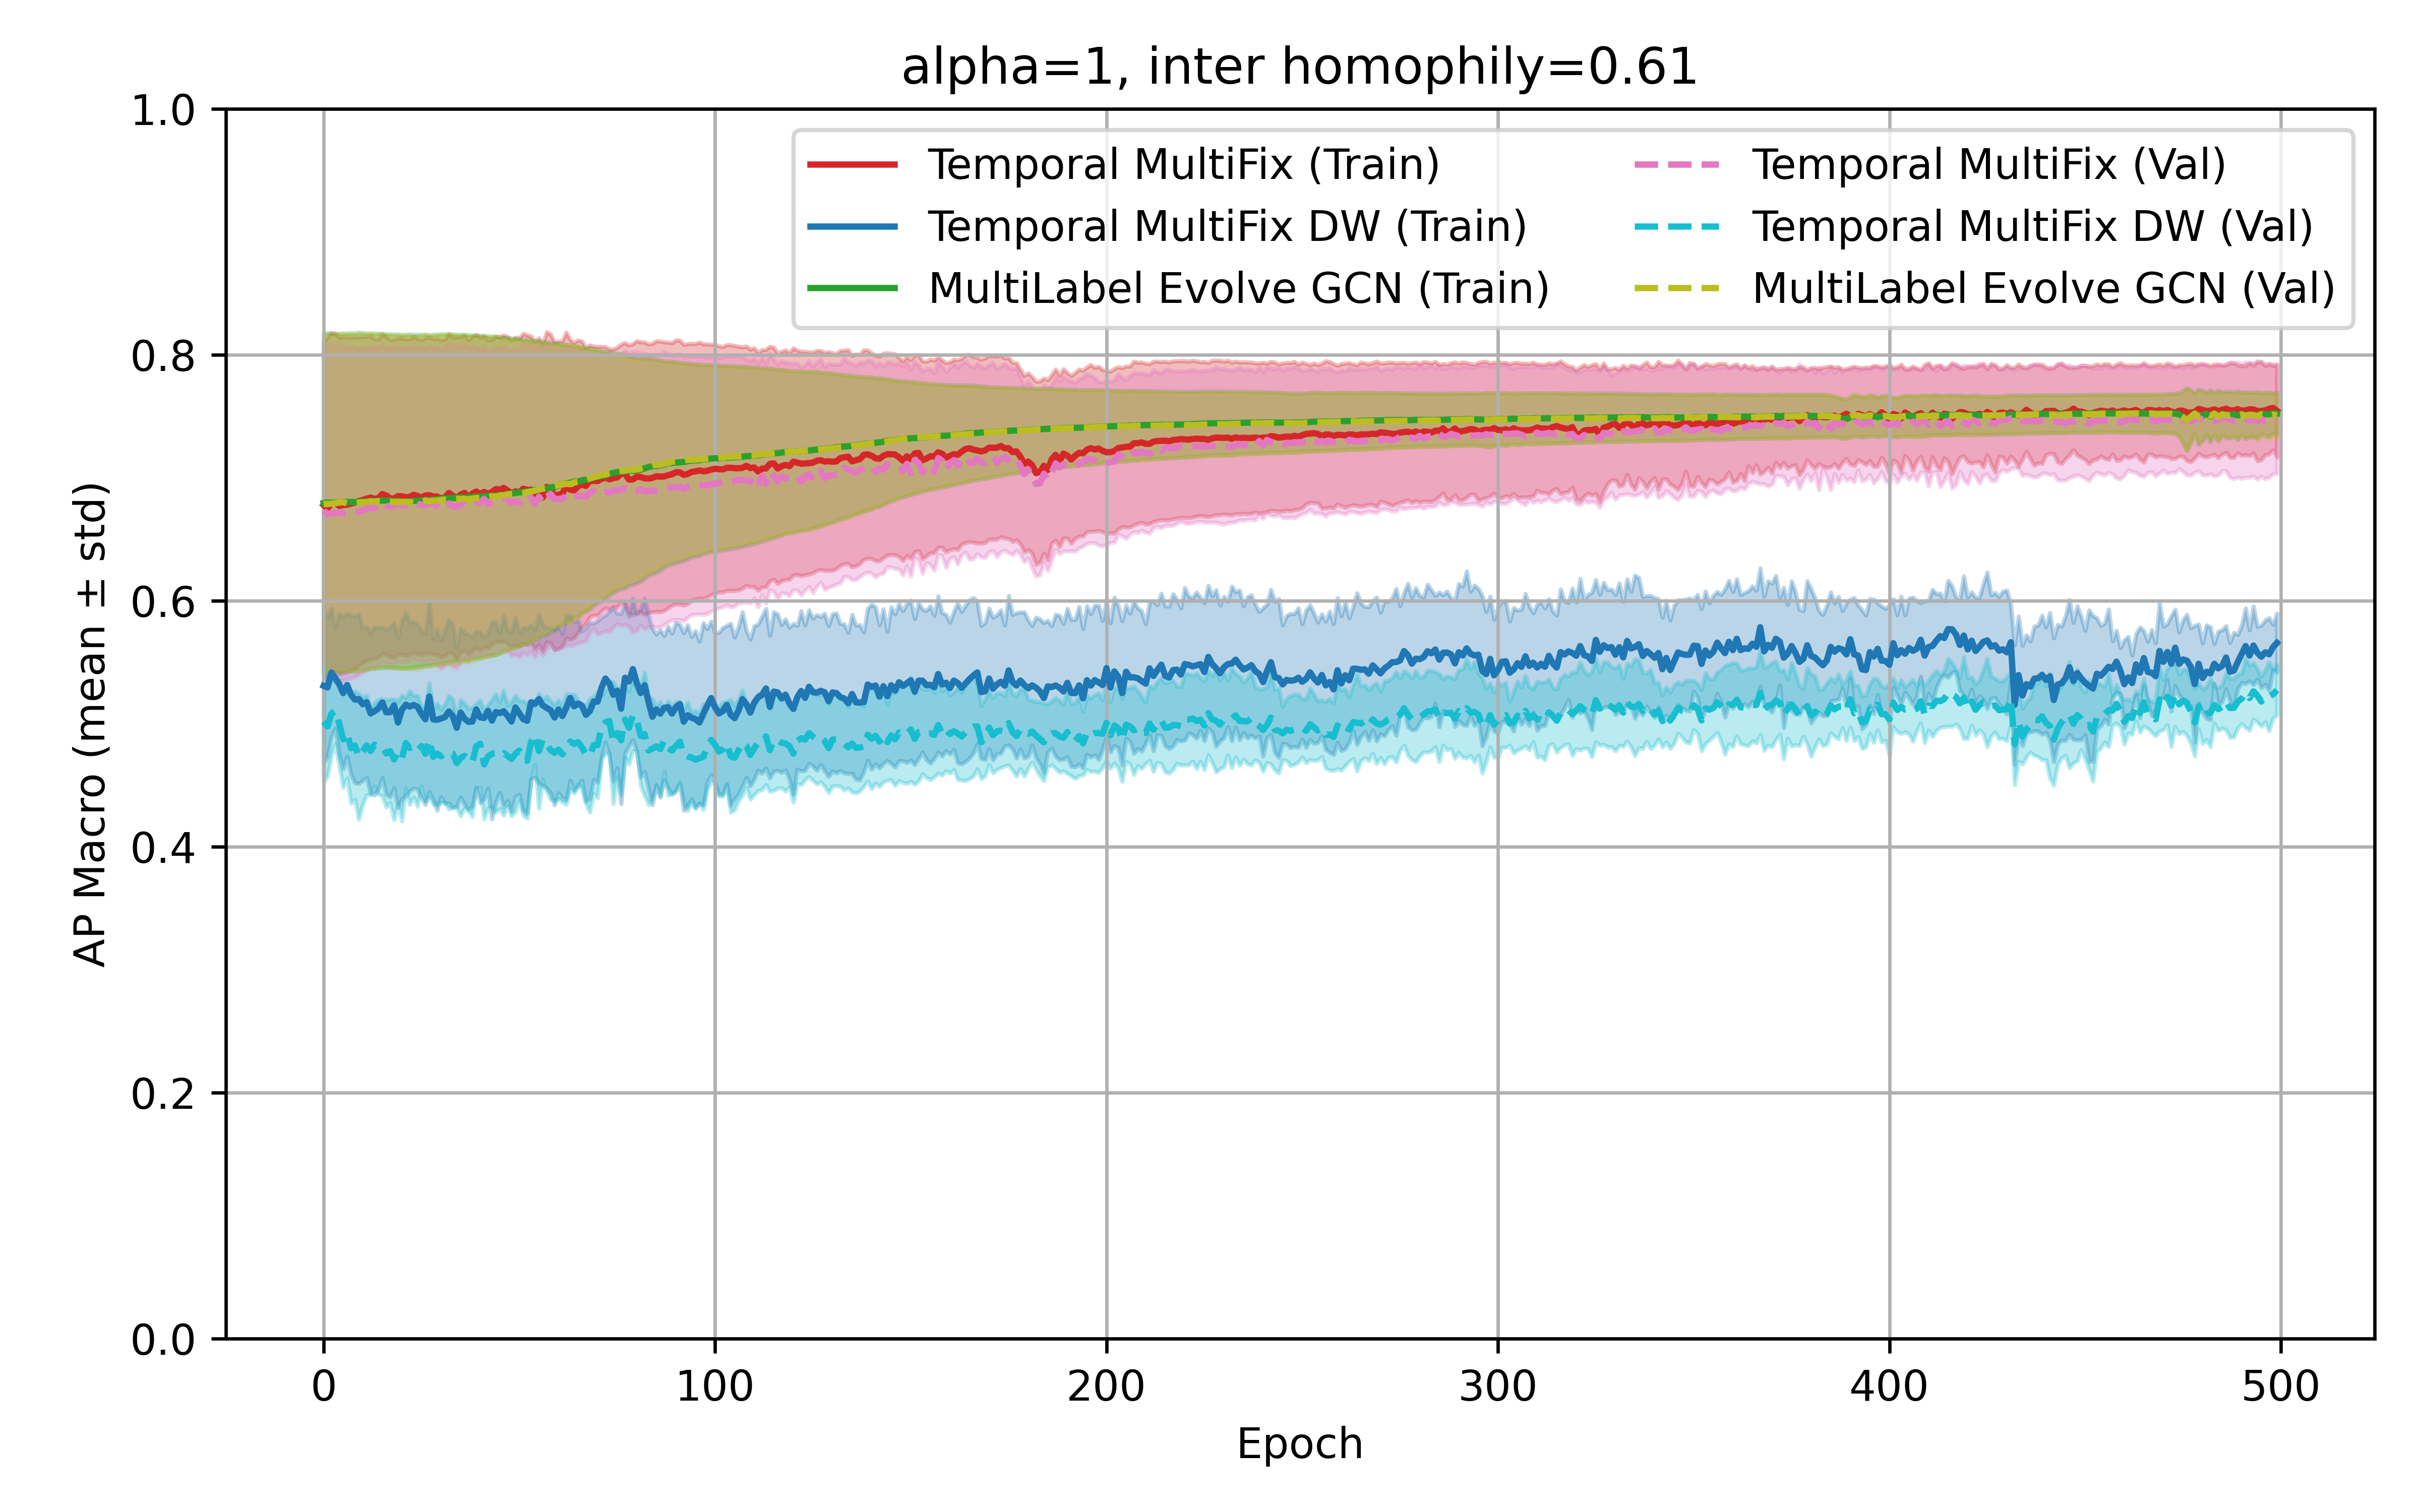 alpha=1, inter homophily=0.61
1.0
0.8
0.6
0.4
0.2
0.0
AP Macro (mean ± std)
Temporal MultiFix (Train)
Temporal MultiFix DW (Train)
MultiLabel Evolve GCN (Train)
Temporal MultiFix (Val)
Temporal MultiFix DW (Val)
MultiLabel Evolve GCN (Val)
0 100 200 300 400 500
Epoch